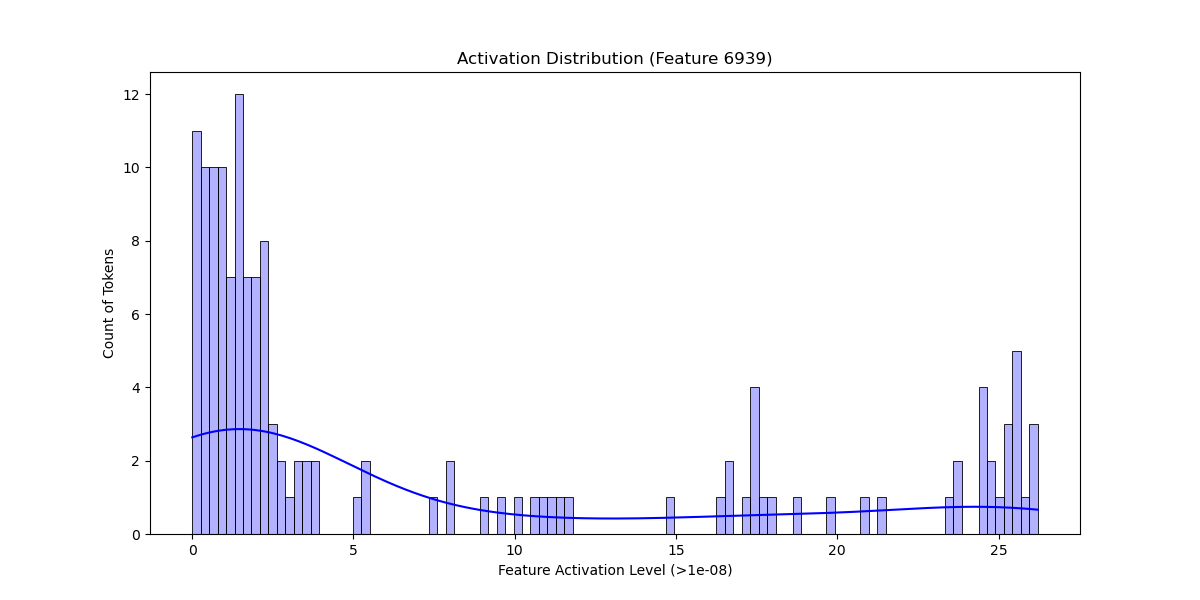 Activation Distribution (Feature 6939)
Count of Tokens
12
10
8
6
4
2
0
0 5 10 15 20 25
Feature Activation Level (>1e-08)